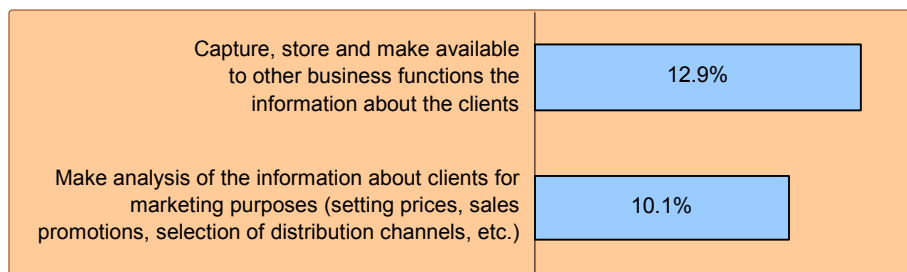 Capture, store and make available
to other business functions the
information about the clients
12.9%
Make analysis of the information about clients for
marketing purposes (setting prices, sales
promotions, selection of distribution channels, etc.)
10.1%